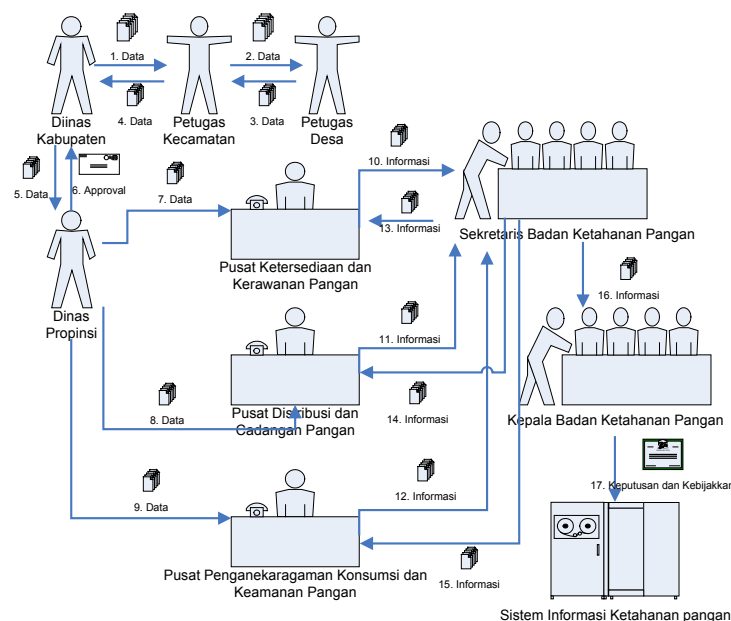 1. Data
2. Data
Diinas
Kabupaten
4. Data
Petugas
Kecamatan
3. Data
Petugas
Desa
5. Data
6. Approval
7. Data
10. Informasi
13. Informasi
Sekretaris Badan Ketahanan Pangan
Pusat Ketersediaan dan
Kerawanan Pangan
Dinas
Propinsi
11. Informasi
16. Informasi
8. Data
Pusat Distribusi dan
Cadangan Pangan
14. Informasi
Kepala Badan Ketahanan Pangan
9. Data
12. Informasi
17. Keputusan dan Kebijakkan
Pusat Penganekaragaman Konsumsi dan
Keamanan Pangan
15. Informasi
Sistem Informasi Ketahanan pangan